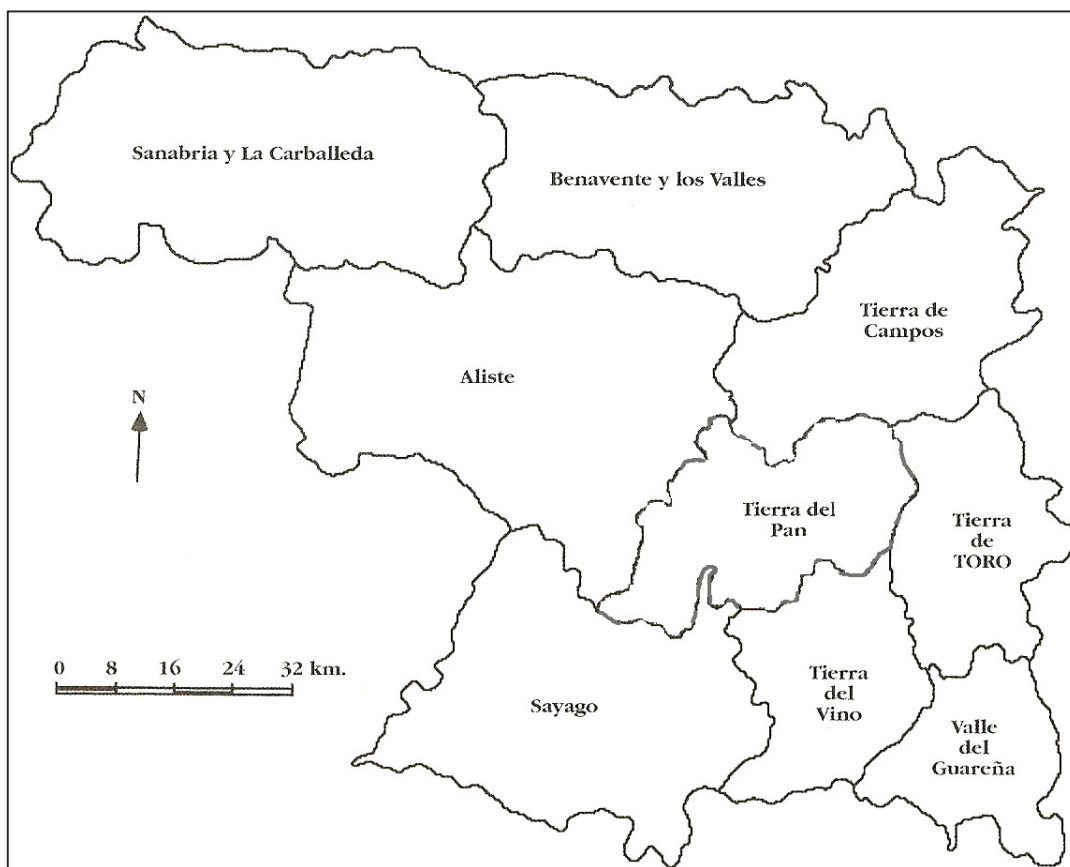 Sanabria y La Carballeda
Benavente y los Valles
Tierra de
Campos
Aliste
N
Tierra del
Pan
Tierra
de
TORO
0 8 16 24 32 km.
Sayago
Tierra
del
Vino
Valle
del
Guareña